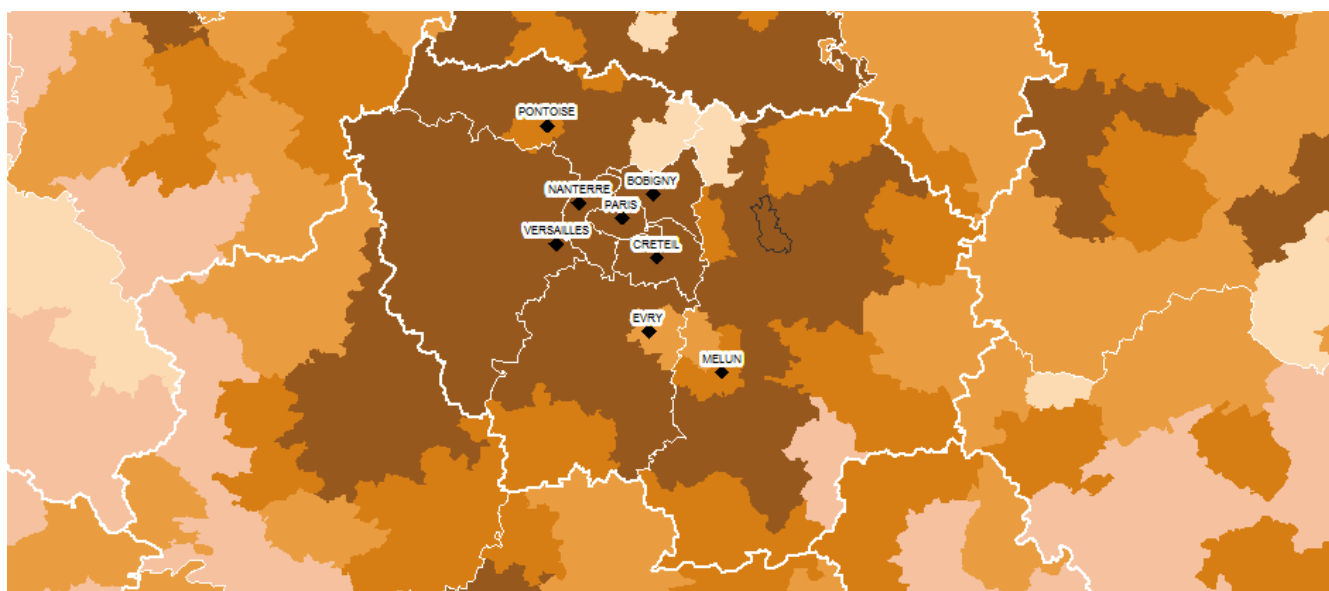 PONTOISE
BOBIGNY
NANTERRE
PARIS
VERSAILLES
CRETEIL
EVRY
MELUN